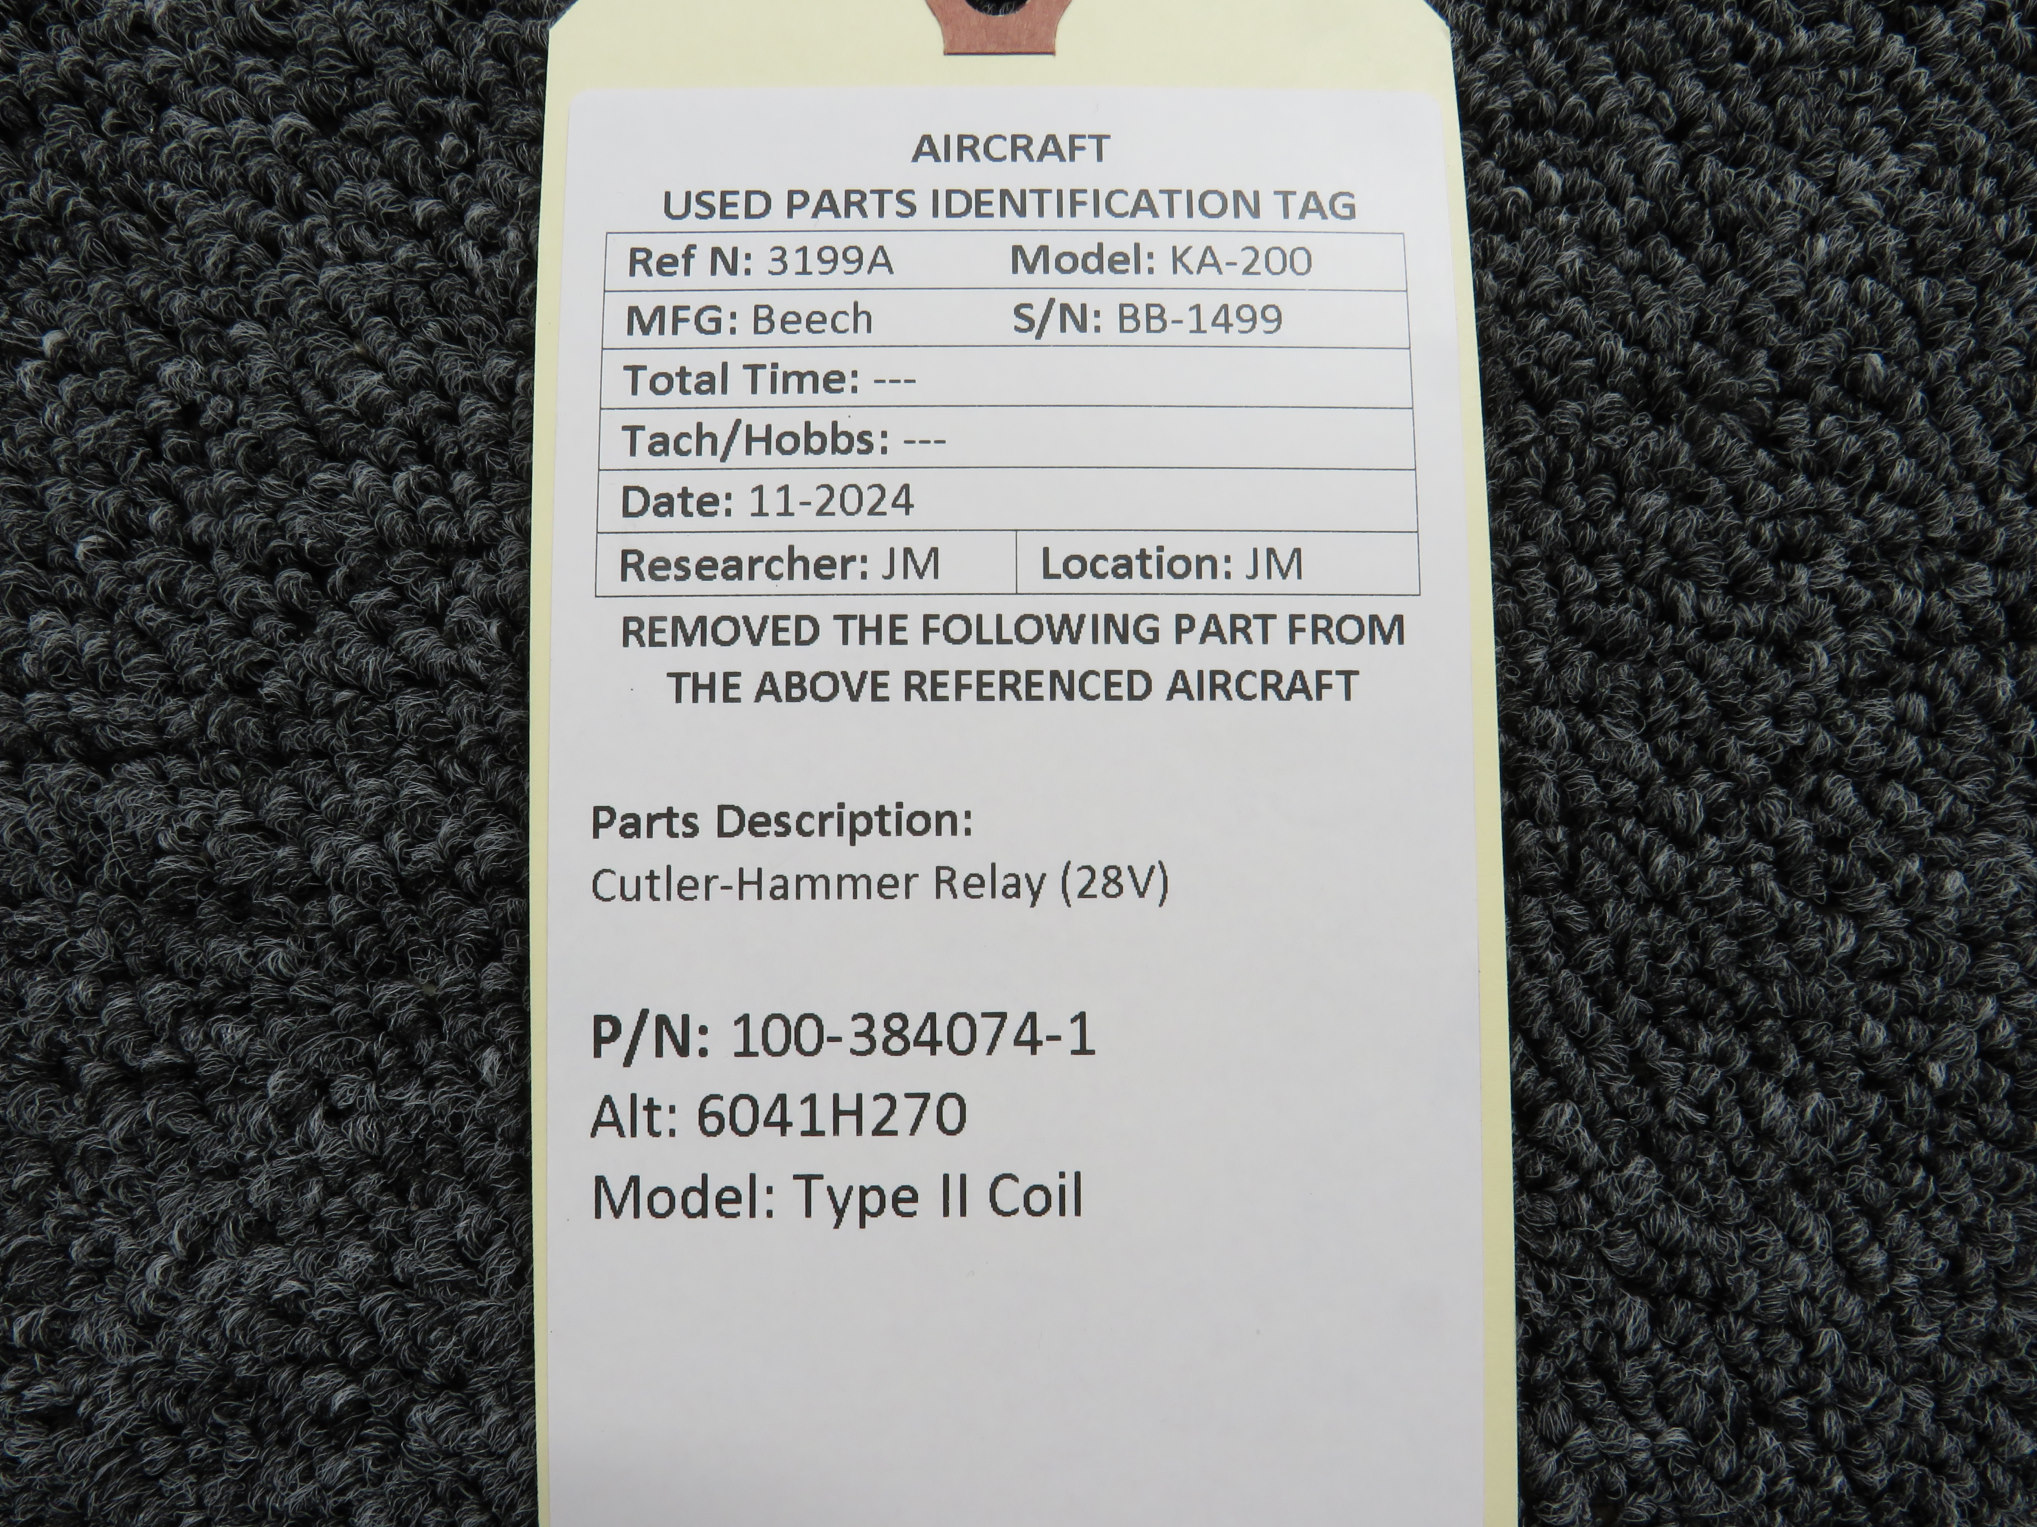 AIRCRAFT
USED PARTS IDENTIFICATION TAG
Ref N: 3199A Model: KA-200
MFG: Beech S/N: BB-1499
Total Time: ---
Tach/Hobbs: ---
Date: 11-2024
Researcher: JM Location: JM
REMOVED THE FOLLOWING PART FROM
THE ABOVE REFERENCED AIRCRAFT
Parts Description:
Cutler-Hammer Relay (28V)
P/N: 100-384074-1
Alt: 6041H270
Model: Type II Coil